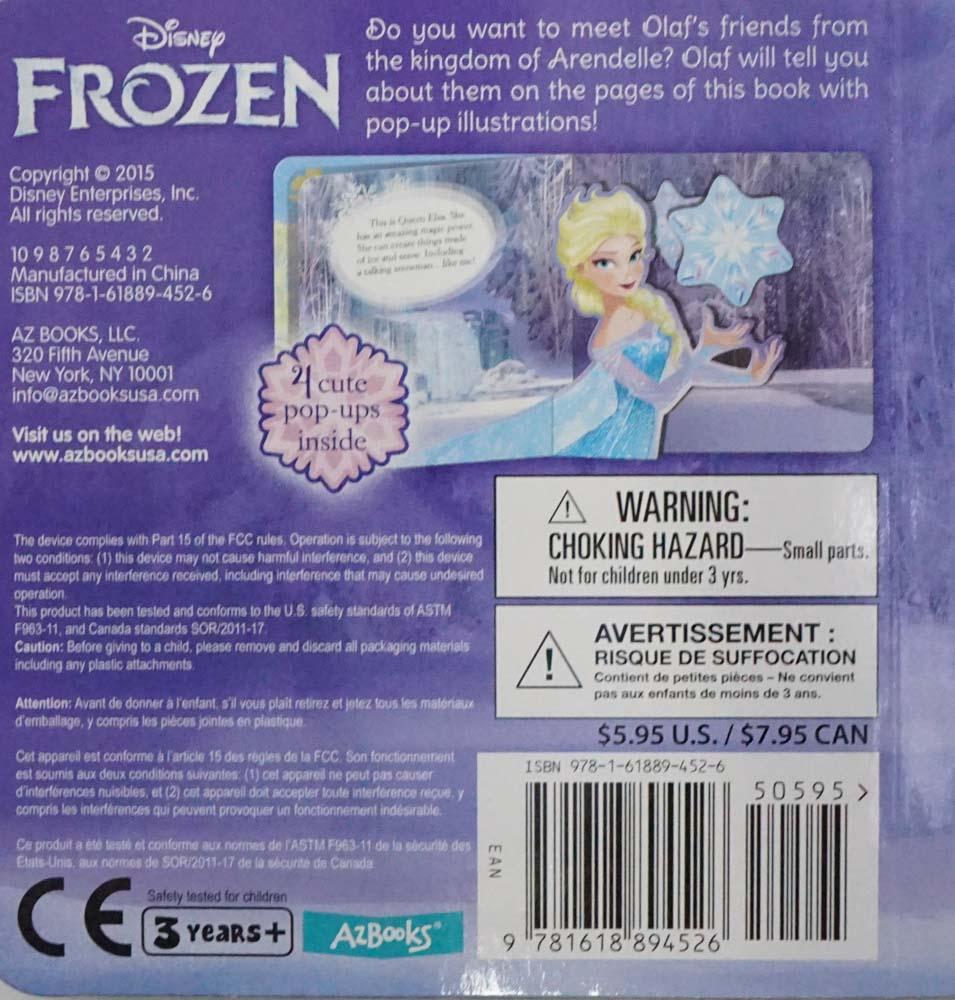 Disney
FROZEN
Do you want to meet Olaf's friends from
the kingdom of Arendelle? Olaf will tell you
about them on the pages of this book with
pop-up illustrations!
Copyright © 2015
Disney Enterprises, Inc.
All rights reserved.
10 9 8 7 6 5 4 3 2
Manufactured in China
ISBN 978-1-61889-452-6
AZ BOOKS, LLC.
320 Fifth Avenue
New York, NY 10001
info@azbooksusa.com
Visit us on the web!
www.azbooksusa.com
This is Queen Elsa. She
has an amazing magic power.
She can create things made
of ice and snow. Including
a talking snowman... like me!
4 cute
pop-ups
inside
The device complies with Part 15 of the FCC rules. Operation is subject to the following
two conditions: (1) this device may not cause harmful interference, and (2) this device
must accept any interference received, including interference that may cause undesired
operation.
This product has been tested and conforms to the U.S. safety standards of ASTM
F963-11, and Canada standards SOR/2011-17.
Caution: Before giving to a child, please remove and discard all packaging materials
including any plastic attachments.
Attention: Avant de donner à l'enfant, s'il vous plaît retirez et jetez tous les matériaux
d'emballage, y compris les pièces jointes en plastique.
Cet appareil est conforme à l'article 15 des règles de la FCC. Son fonctionnement
est soumis aux deux conditions suivantes: (1) cet appareil ne peut pas causer
d'interférences nuisibles, et (2) cet appareil doit accepter toute interférence reçue, y
compris les interférences qui peuvent provoquer un fonctionnement indésirable.
Ce produit a été testé et conforme aux normes de l'ASTM F963-11 de la sécurité des
États-Unis, aux normes de SOR/2011-17 de la sécurité de Canada
CE
Safety tested for children
3 years+
AZBooks®
WARNING:
CHOKING HAZARD—Small parts.
Not for children under 3 yrs.
AVERTISSEMENT :
RISQUE DE SUFFOCATION
Contient de petites pièces – Ne convient
pas aux enfants de moins de 3 ans.
$5.95 U.S. / $7.95 CAN
ISBN 978-1-61889-452-6
50595 >
EAN
9 781618 894526